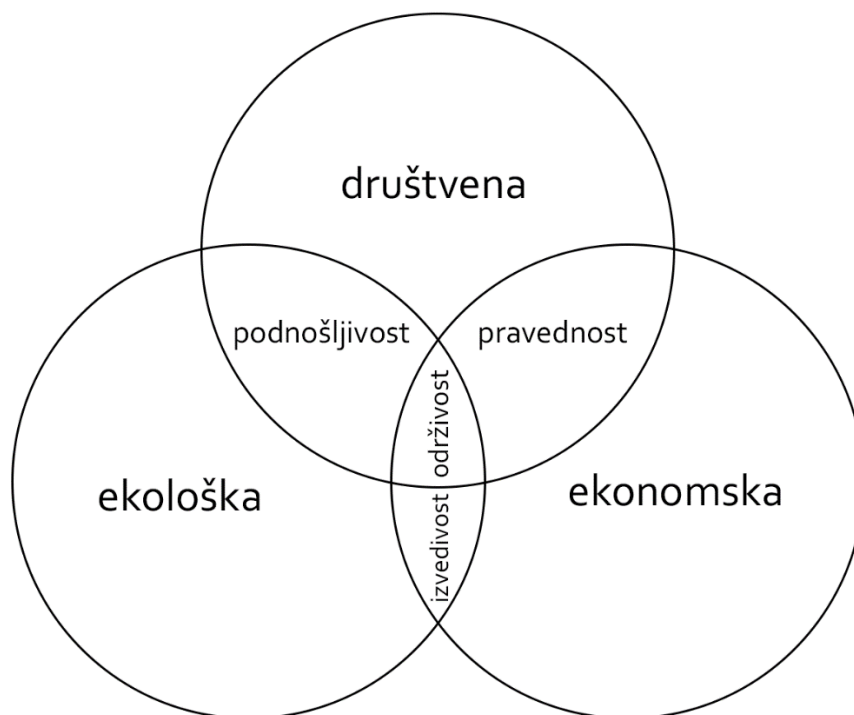 društvena
podnošljivost
pravednost
održivost
ekološka
ekonomska
izvedivost